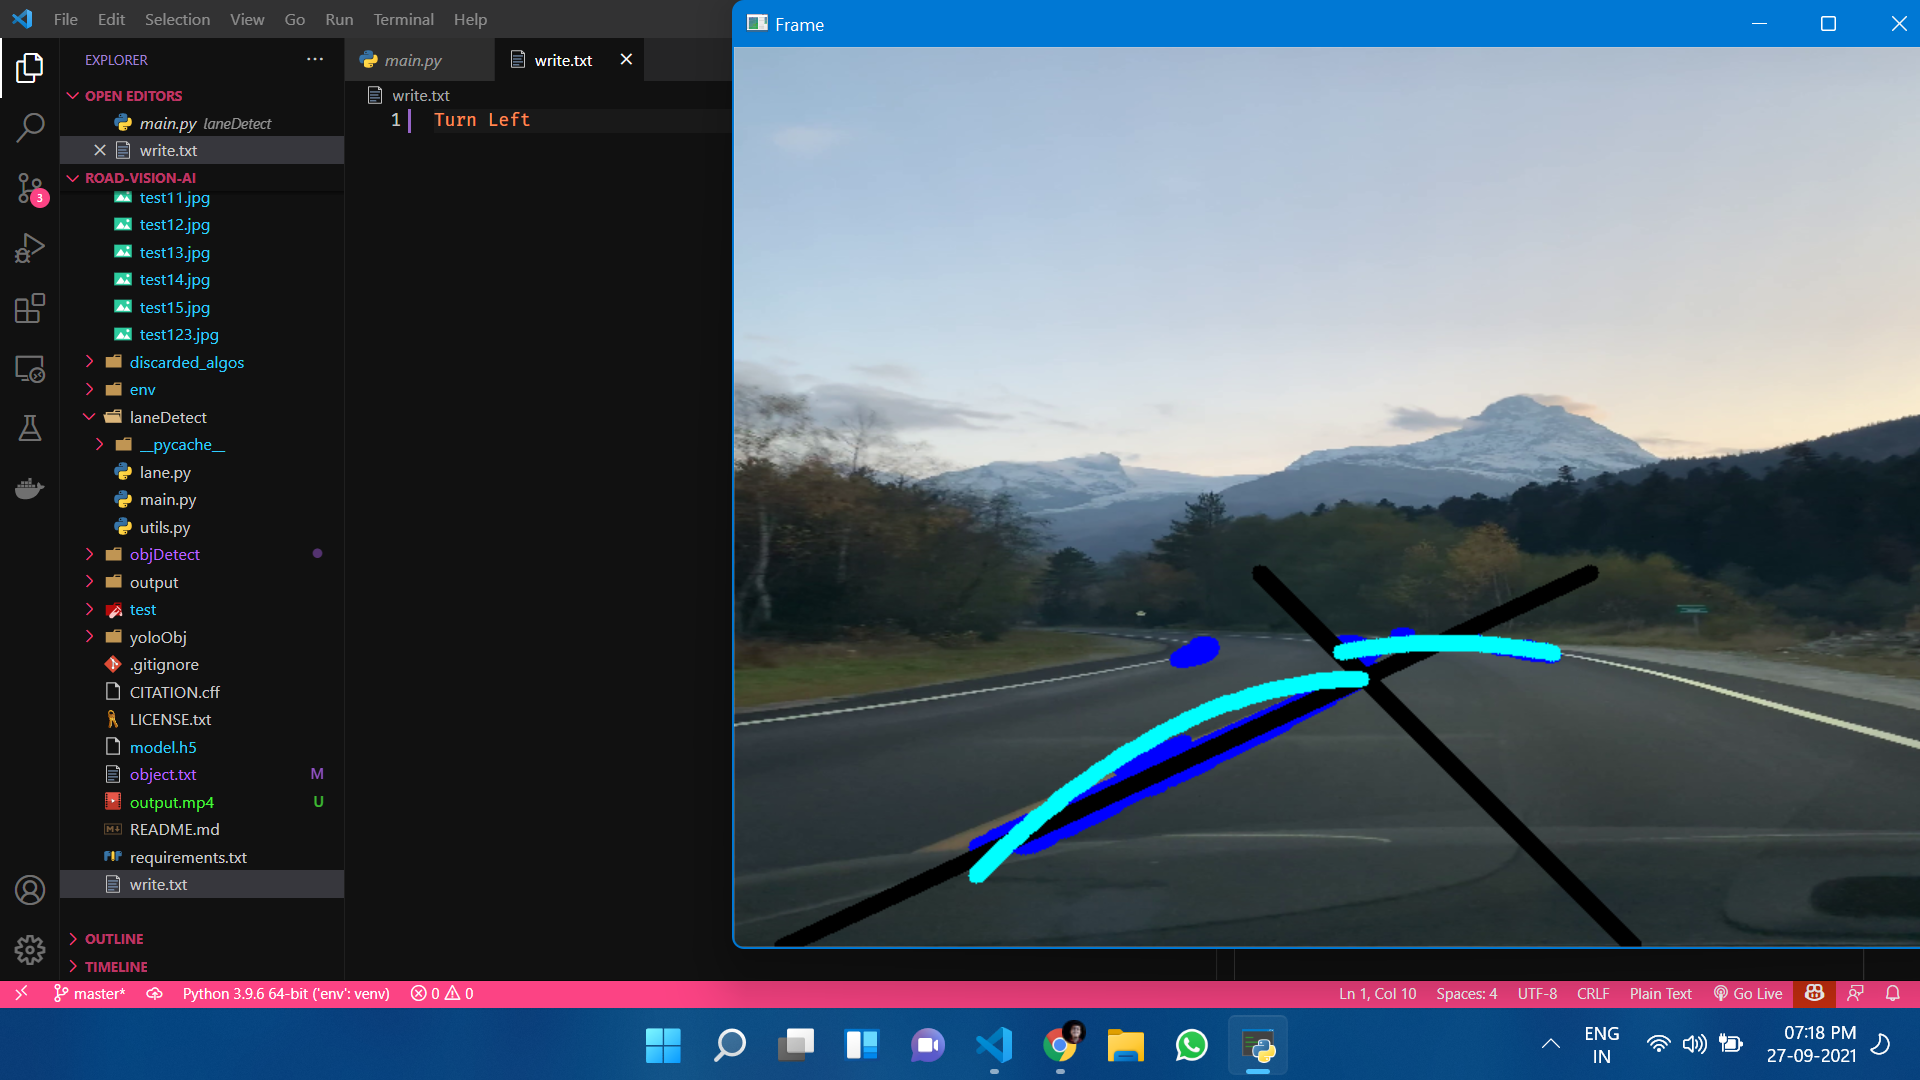 File Edit Selection View Go Run Terminal Help
Frame
EXPLORER
OPEN EDITORS
main.py laneDetect
write.txt
ROAD-VISION-AI
test11.jpg
test12.jpg
test13.jpg
test14.jpg
test15.jpg
test123.jpg
discarded_algos
env
laneDetect
__pycache__
lane.py
main.py
utils.py
objDetect
output
test
yoloObj
.gitignore
CITATION.cff
LICENSE.txt
model.h5
object.txt M
output.mp4 U
README.md
requirements.txt
write.txt
OUTLINE
TIMELINE
3
main.py write.txt
write.txt
1 Turn Left
master* Python 3.9.6 64-bit ('env': venv) 0 0 Ln 1, Col 10 Spaces: 4 UTF-8 CRLF Plain Text Go Live
ENG
IN
07:18 PM
27-09-2021